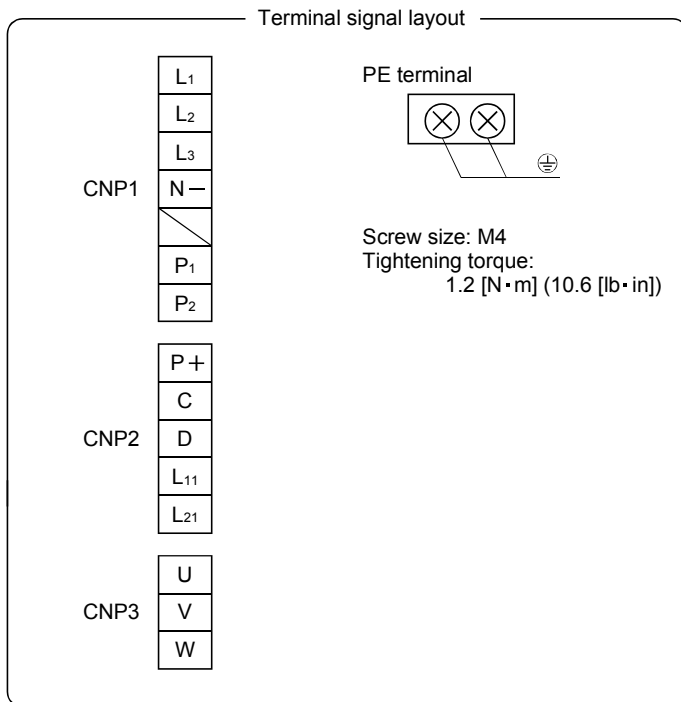 Terminal signal layout
CNP1
L1
L2
L3
N−
P1
P2
CNP2
P+
C
D
L11
L21
CNP3
U
V
W
PE terminal
Screw size: M4
Tightening torque:
1.2 [N·m] (10.6 [lb·in])